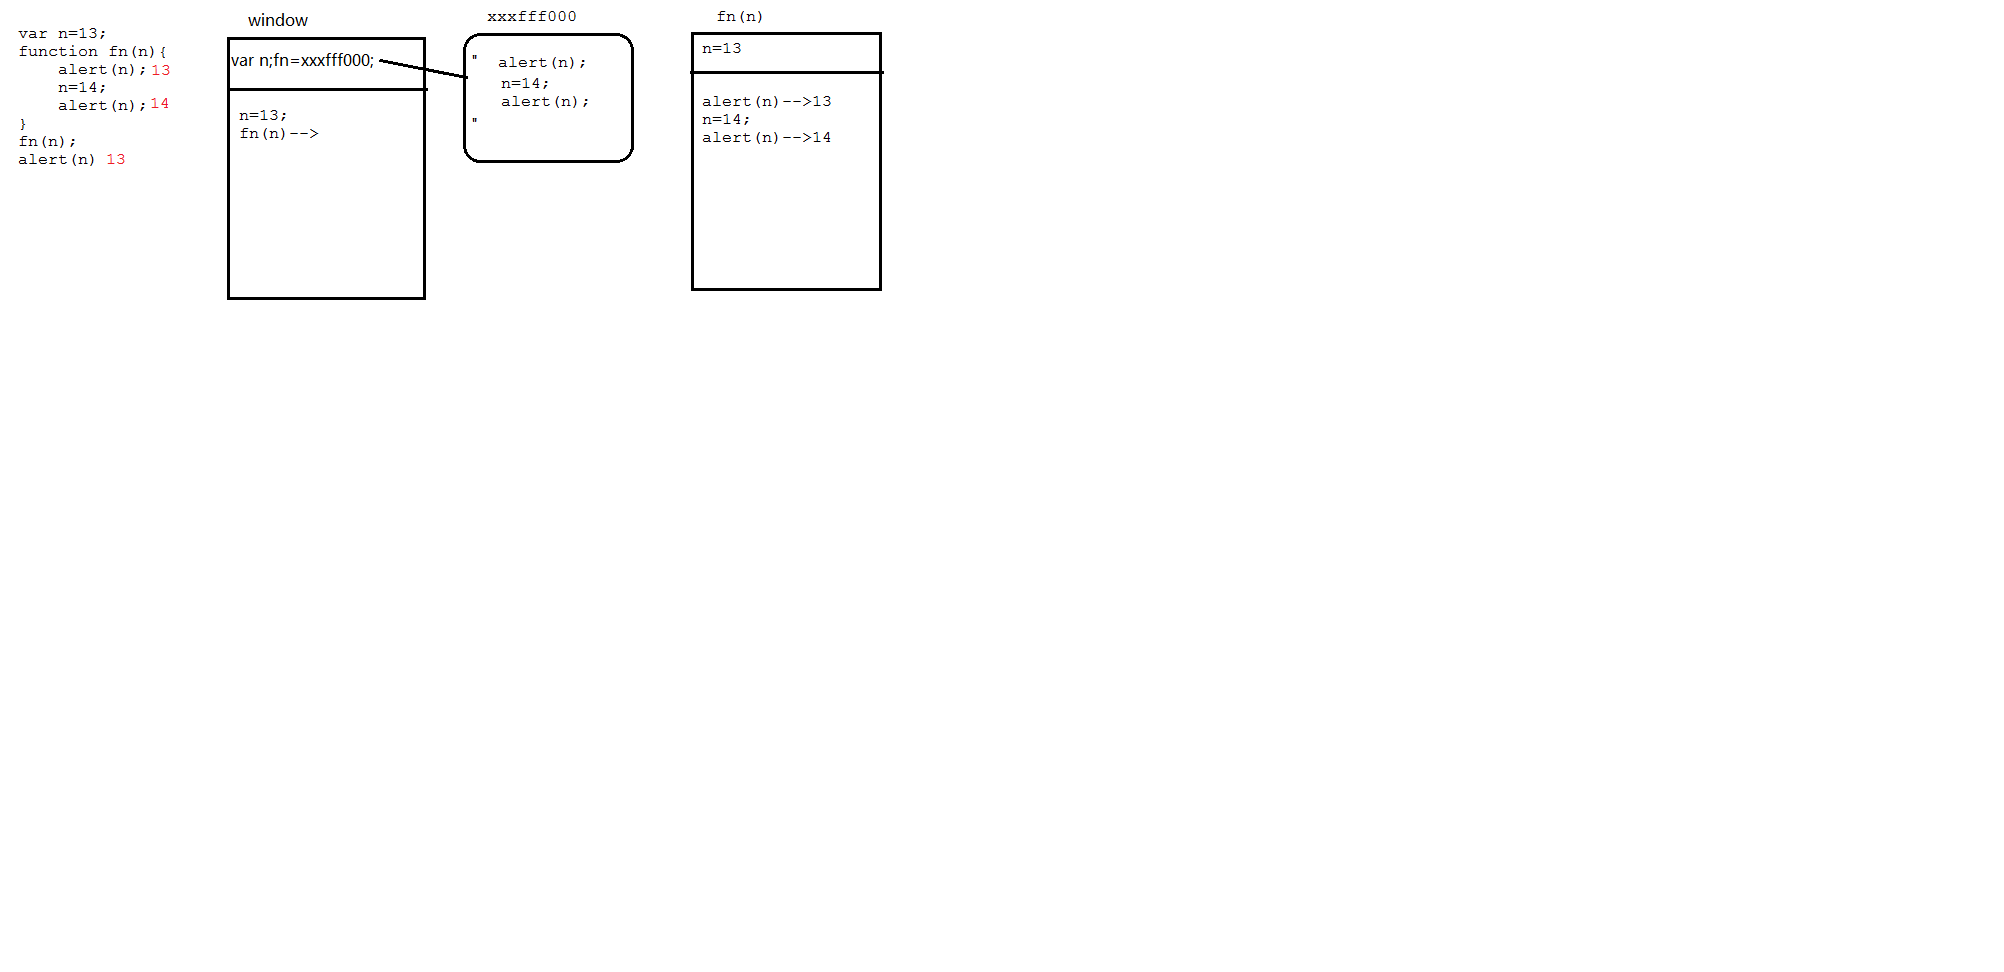 var n=13;
function fn(n){
    alert(n); 13
    n=14;
    alert(n); 14
}
fn(n);
alert(n) 13
window
var n;fn=xxxfff000;
n=13;
fn(n)-->
xxxfff000
" alert(n);
n=14;
alert(n);
"
fn(n)
n=13
alert(n)-->13
n=14;
alert(n)-->14